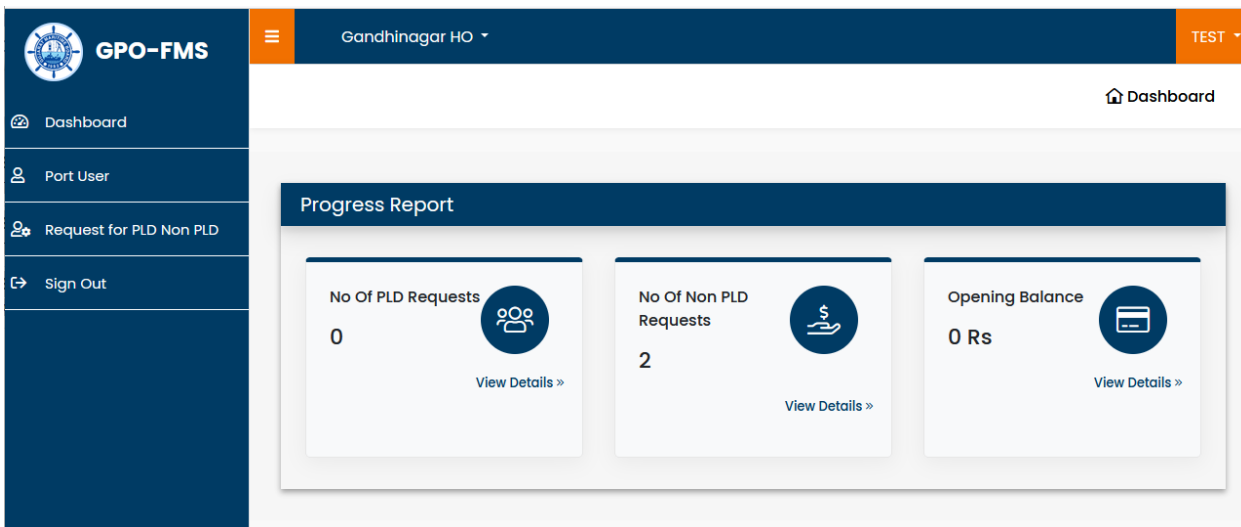 GPO-FMS
Gandhinagar HO
TEST
Dashboard
Dashboard
Port User
Request for PLD Non PLD
Sign Out
Progress Report
No Of PLD Requests
0
View Details »
No Of Non PLD
Requests
2
View Details »
Opening Balance
0 Rs
View Details »